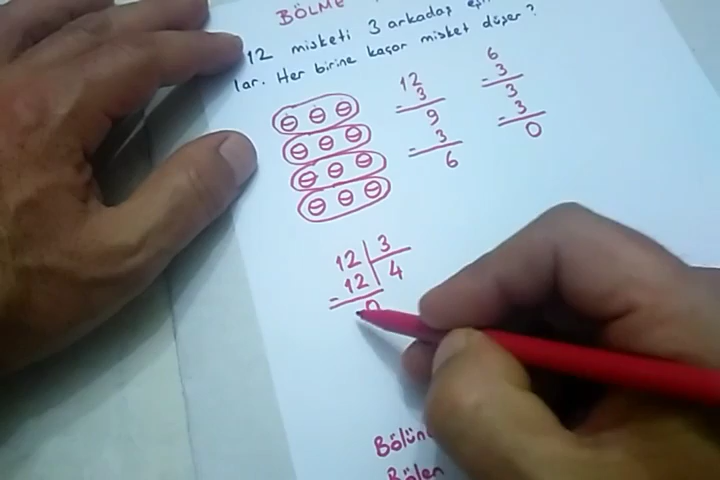 BÖLME
12 misketi 3 arkadaş
lar. Her birine kaçar misket düşer?
12
- 3
9
- 3
6
6
- 3
3
- 3
0
12 3
- 12 4
0
Bölen